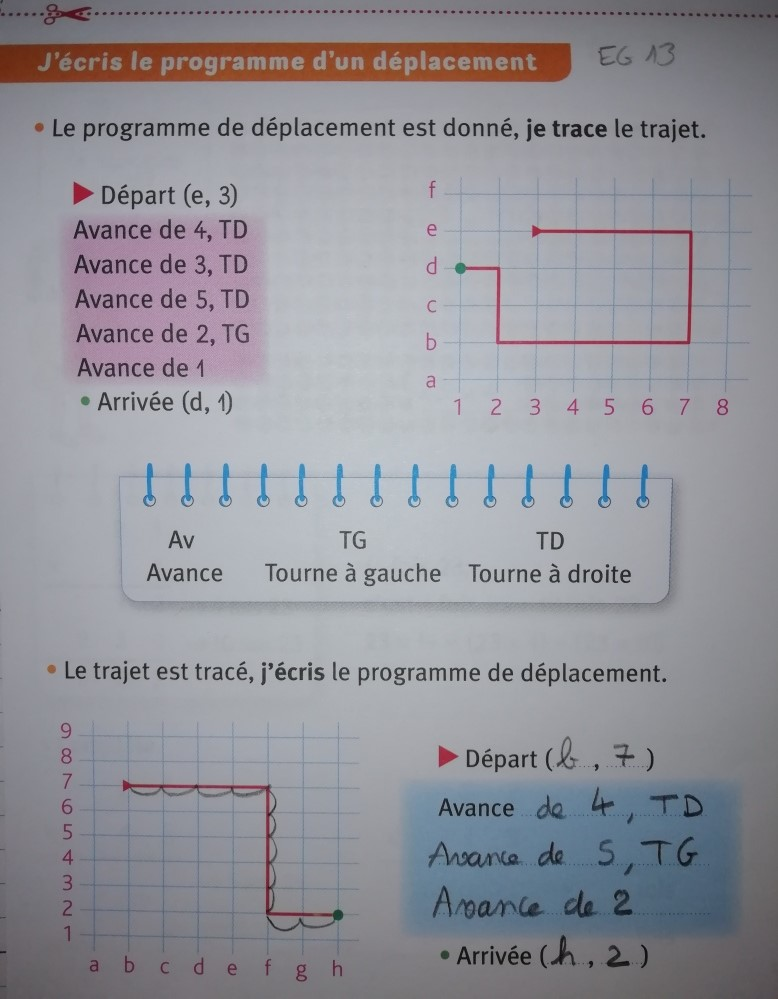 J'écris le programme d'un déplacement EG 13
• Le programme de déplacement est donné, je trace le trajet.
Départ (e, 3)
Avance de 4, TD
Avance de 3, TD
Avance de 5, TD
Avance de 2, TG
Avance de 1
• Arrivée (d, 1)
f
e
d
c
b
a
1 2 3 4 5 6 7 8
Av TG TD
Avance Tourne à gauche Tourne à droite
• Le trajet est tracé, j'écris le programme de déplacement.
9
8
7
6
5
4
3
2
1
a b c d e f g h
Départ (b, 7)
Avance de 4, TD
Avance de 5, TG
Avance de 2
• Arrivée (h, 2)